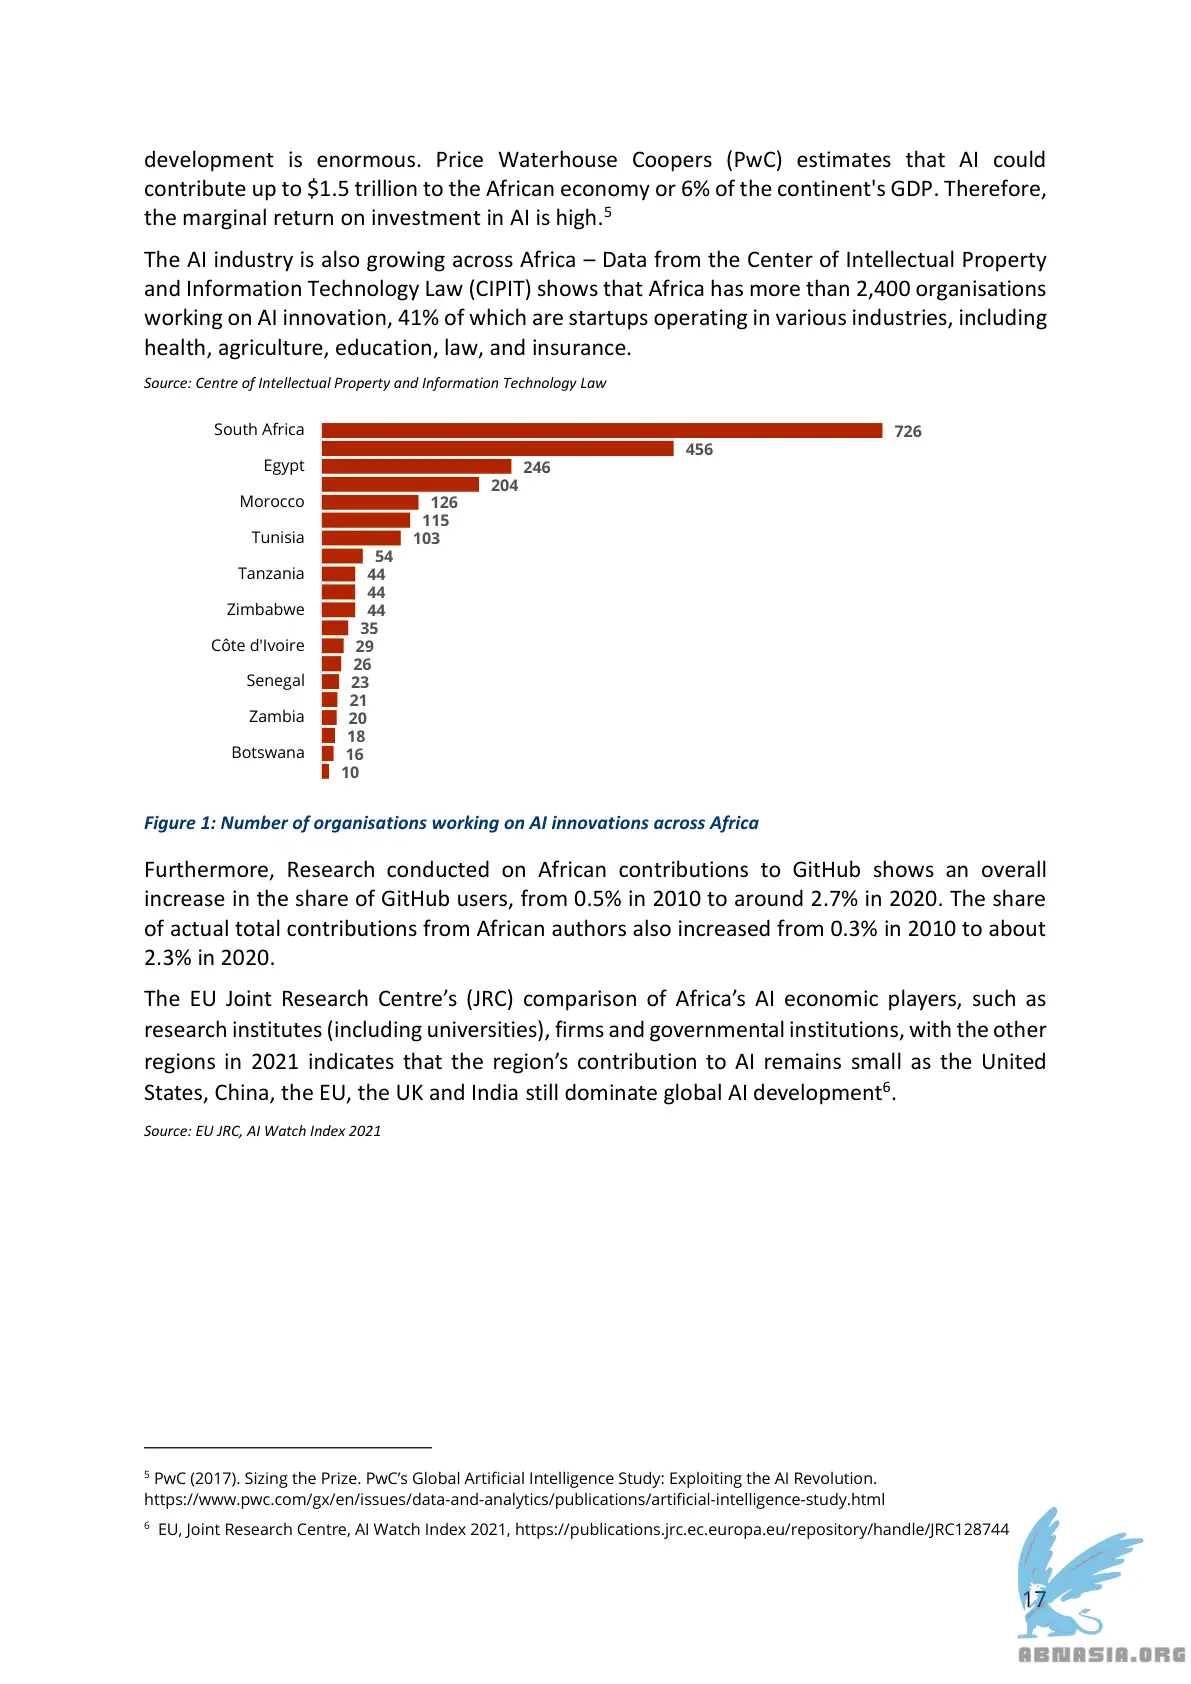 development is enormous. Price Waterhouse Coopers (PwC) estimates that AI could
contribute up to $1.5 trillion to the African economy or 6% of the continent's GDP. Therefore,
the marginal return on investment in AI is high.5
The AI industry is also growing across Africa – Data from the Center of Intellectual Property
and Information Technology Law (CIPIT) shows that Africa has more than 2,400 organisations
working on AI innovation, 41% of which are startups operating in various industries, including
health, agriculture, education, law, and insurance.
Source: Centre of Intellectual Property and Information Technology Law
South Africa 726
456
Egypt 246
204
Morocco 126
115
Tunisia 103
54
Tanzania 44
44
Zimbabwe 44
35
Côte d'Ivoire 29
26
Senegal 23
21
Zambia 20
18
Botswana 16
10
Figure 1: Number of organisations working on AI innovations across Africa
Furthermore, Research conducted on African contributions to GitHub shows an overall
increase in the share of GitHub users, from 0.5% in 2010 to around 2.7% in 2020. The share
of actual total contributions from African authors also increased from 0.3% in 2010 to about
2.3% in 2020.
The EU Joint Research Centre’s (JRC) comparison of Africa’s AI economic players, such as
research institutes (including universities), firms and governmental institutions, with the other
regions in 2021 indicates that the region’s contribution to AI remains small as the United
States, China, the EU, the UK and India still dominate global AI development6.
Source: EU JRC, AI Watch Index 2021
5 PwC (2017). Sizing the Prize. PwC’s Global Artificial Intelligence Study: Exploiting the AI Revolution.
https://www.pwc.com/gx/en/issues/data-and-analytics/publications/artificial-intelligence-study.html
6 EU, Joint Research Centre, AI Watch Index 2021, https://publications.jrc.ec.europa.eu/repository/handle/JRC128744
17
ABNASIA.ORG